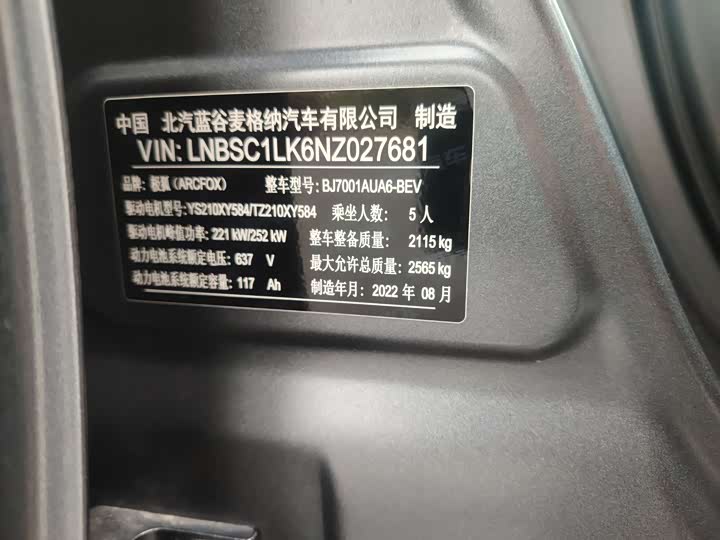 中国 北汽蓝谷麦格纳汽车有限公司 制造
VIN: LNBSC1LK6NZ027681
品牌: 极狐 (ARCFOX) 整车型号: BJ7001AUA6-BEV
驱动电机型号: YS210XY584/TZ210XY584 乘坐人数: 5 人
驱动电机峰值功率: 221 kW/252 kW 整车整备质量: 2115 kg
动力电池系统额定电压: 637 V 最大允许总质量: 2565 kg
动力电池系统额定容量: 117 Ah 制造年月: 2022 年 08 月